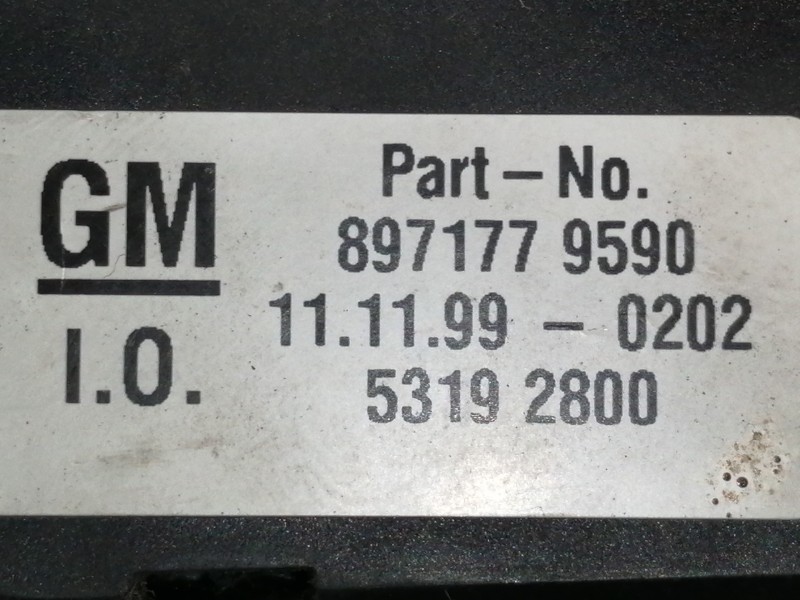 GM
I.O.
Part-No.
897177 9590
11.11.99 - 0202
5319 2800